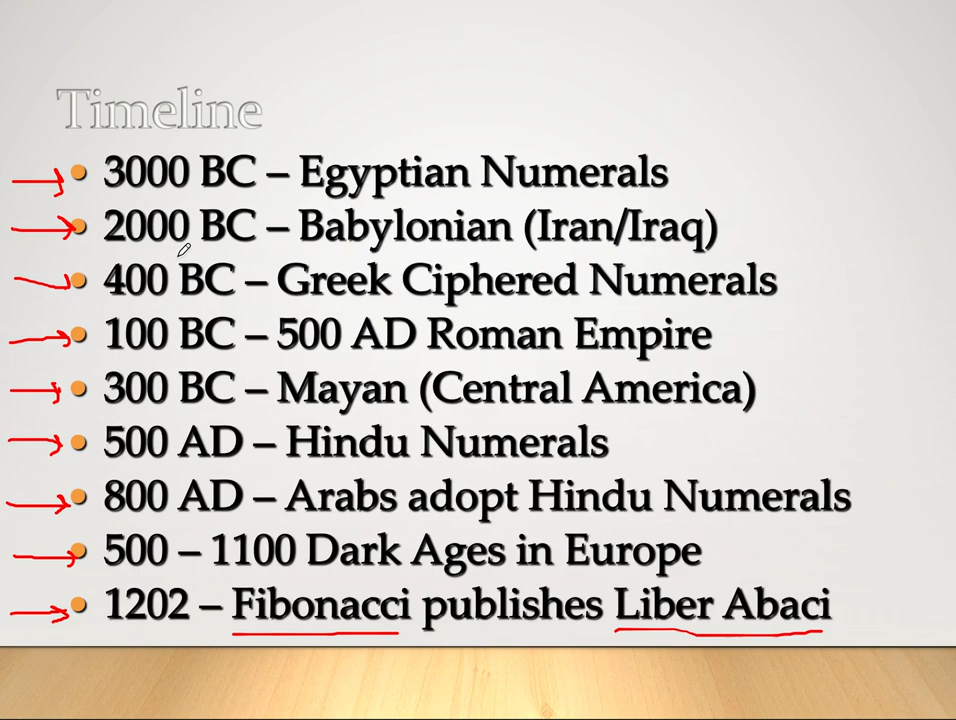 Timeline
• 3000 BC – Egyptian Numerals
• 2000 BC – Babylonian (Iran/Iraq)
• 400 BC – Greek Ciphered Numerals
• 100 BC – 500 AD Roman Empire
• 300 BC – Mayan (Central America)
• 500 AD – Hindu Numerals
• 800 AD – Arabs adopt Hindu Numerals
• 500 – 1100 Dark Ages in Europe
• 1202 – Fibonacci publishes Liber Abaci